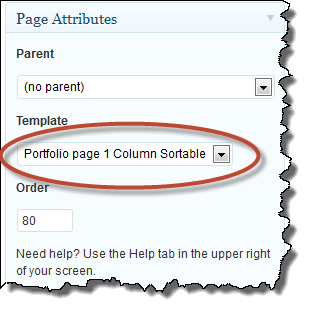 Page Attributes
Parent
(no parent)
Template
Portfolio page 1 Column Sortable
Order
80
Need help? Use the Help tab in the upper right
of your screen.